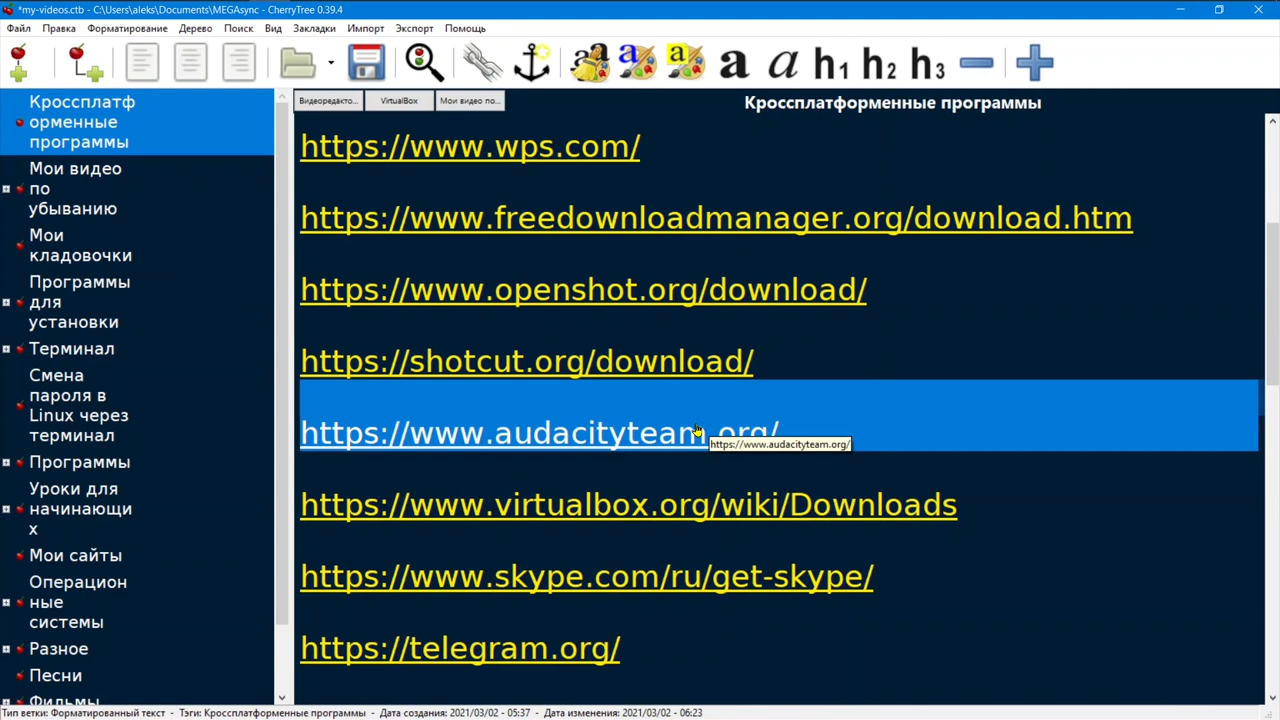 *my-videos.ctb - C:\Users\aleks\Documents\MEGAsync - CherryTree 0.39.4
Файл Правка Форматирование Дерево Поиск Вид Закладки Импорт Экспорт Помощь
a a a a a h1 h2 h3
Кроссплатф
орменные
программы
Мои видео
по
убыванию
Мои
кладовочки
Программы
для
установки
Терминал
Смена
пароля в
Linux через
терминал
Программы
Уроки для
начинающи
х
Мои сайты
Операцион
ные
системы
Разное
Песни
Фильмы
Видеоредакто... VirtualBox Мои видео по...
Кроссплатформенные программы
https://www.wps.com/
https://www.freedownloadmanager.org/download.htm
https://www.openshot.org/download/
https://shotcut.org/download/
https://www.audacityteam.org/
https://www.audacityteam.org/
https://www.virtualbox.org/wiki/Downloads
https://www.skype.com/ru/get-skype/
https://telegram.org/
Тип ветки: Форматированный текст - Тэги: Кроссплатформенные программы - Дата создания: 2021/03/02 - 05:37 - Дата изменения: 2021/03/02 - 06:23